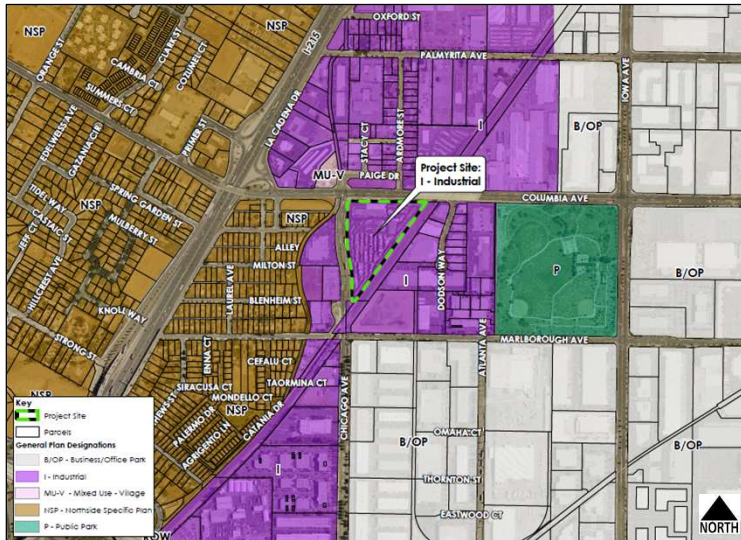 OXFORD ST
NSP
ORANGE ST
CLARK ST
CAMBRIA CT
COZUMEL CT
I-215
PALMYRITA AVE
IOWA AVE
SUMMERS CT
LA CADENA DR
EDELWEISS AVE
GAZANIA CIR
PRIMER ST
STACY CT
ARDMORE ST
I
B/OP
MU-V
PAIGE DR
Project Site:
I - Industrial
NSP
SPRING GARDEN ST
TIDEL WAY
CASTAIC ST
MULBERRY ST
NSP
COLUMBIA AVE
JEFF CT
HILLCREST AVE
ALLEY
MILTON ST
LAUREL AVE
BLENHEIM ST
KNOLL WAY
I
DODSON WAY
P
B/OP
STRONG ST
ENNA CT
CEFALU CT
ATLANTA AVE
MARLBOROUGH AVE
TAORMINA CT
SIRACUSA CT
MONDELLO CT
NSP
NSP
PALERMO DR
AGRIGENTO LN
CATANIA DR
CHICAGO AVE
B/OP
OMAHA CT
B/OP
I
THORNTON ST
EASTWOOD CT
Key
Project Site
Parcels
General Plan Designations
B/OP - Business/Office Park
I - Industrial
MU-V - Mixed Use - Village
NSP - Northside Specific Plan
P - Public Park
NORTH